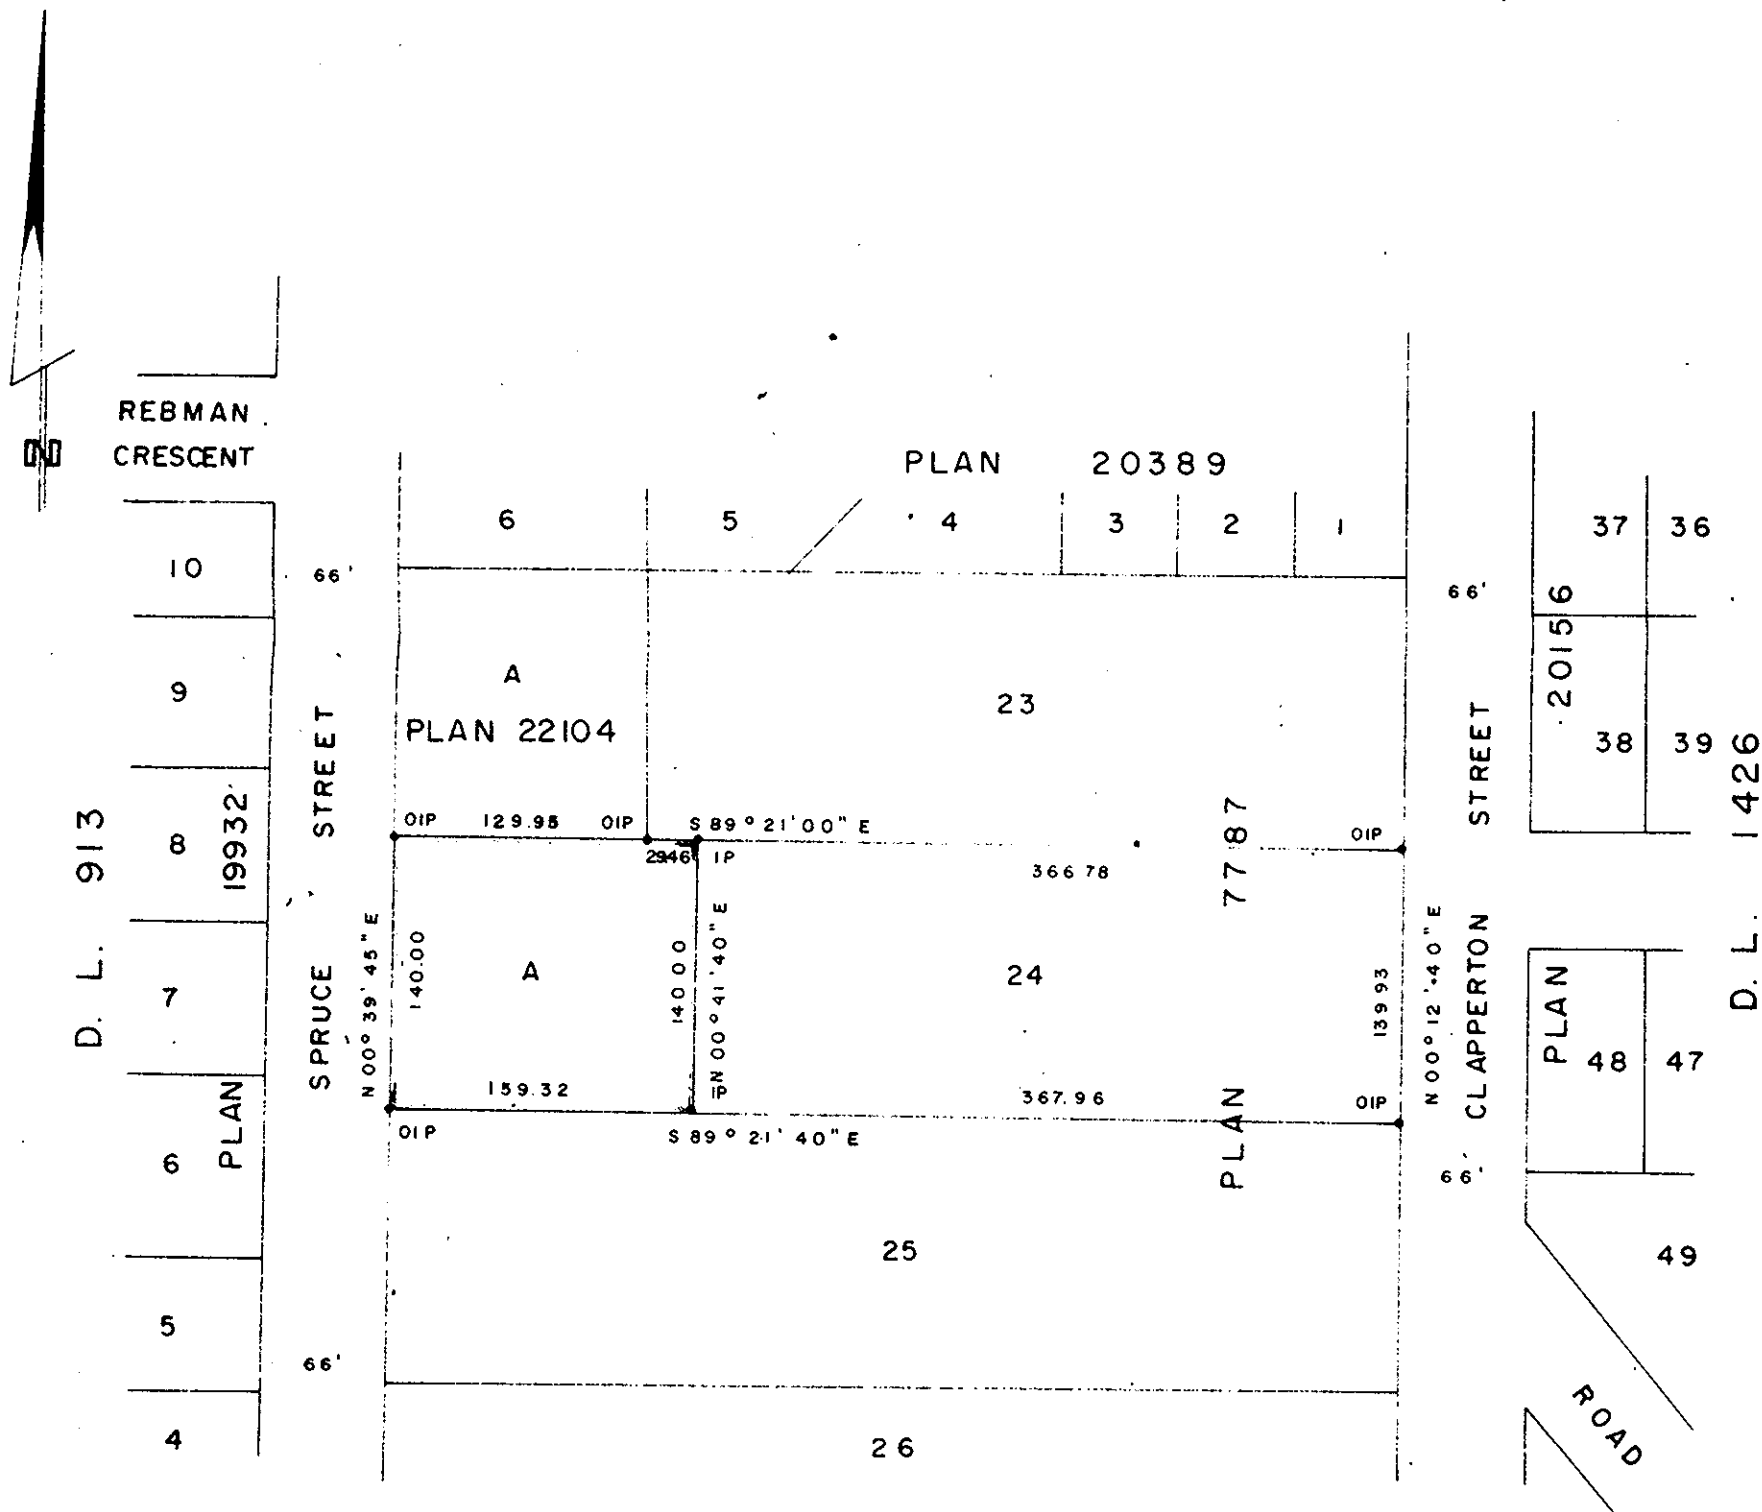 REBMAN
N CRESCENT
PLAN 20389
6 5 4 3 2 1
37 36
10
66'
66'
20156
9
A
23
PLAN 22104
38 39
STREET
STREET
D. L. 1426
D. L. 913
8
19932
OIP 129.95 OIP S 89° 21' 00" E
OIP
29.46 IP
366.78
7787
N 00° 39' 45" E
140.00
A
140.00
N 00° 41' 40" E
24
139.93
N 00° 12' 40" E
7
SPRUCE
CLAPPERTON
PLAN
48 47
159.32
IP
367.96
OIP
OIP
S 89° 21' 40" E
PLAN
6
PLAN
66'
25
49
5
66'
ROAD
4
26